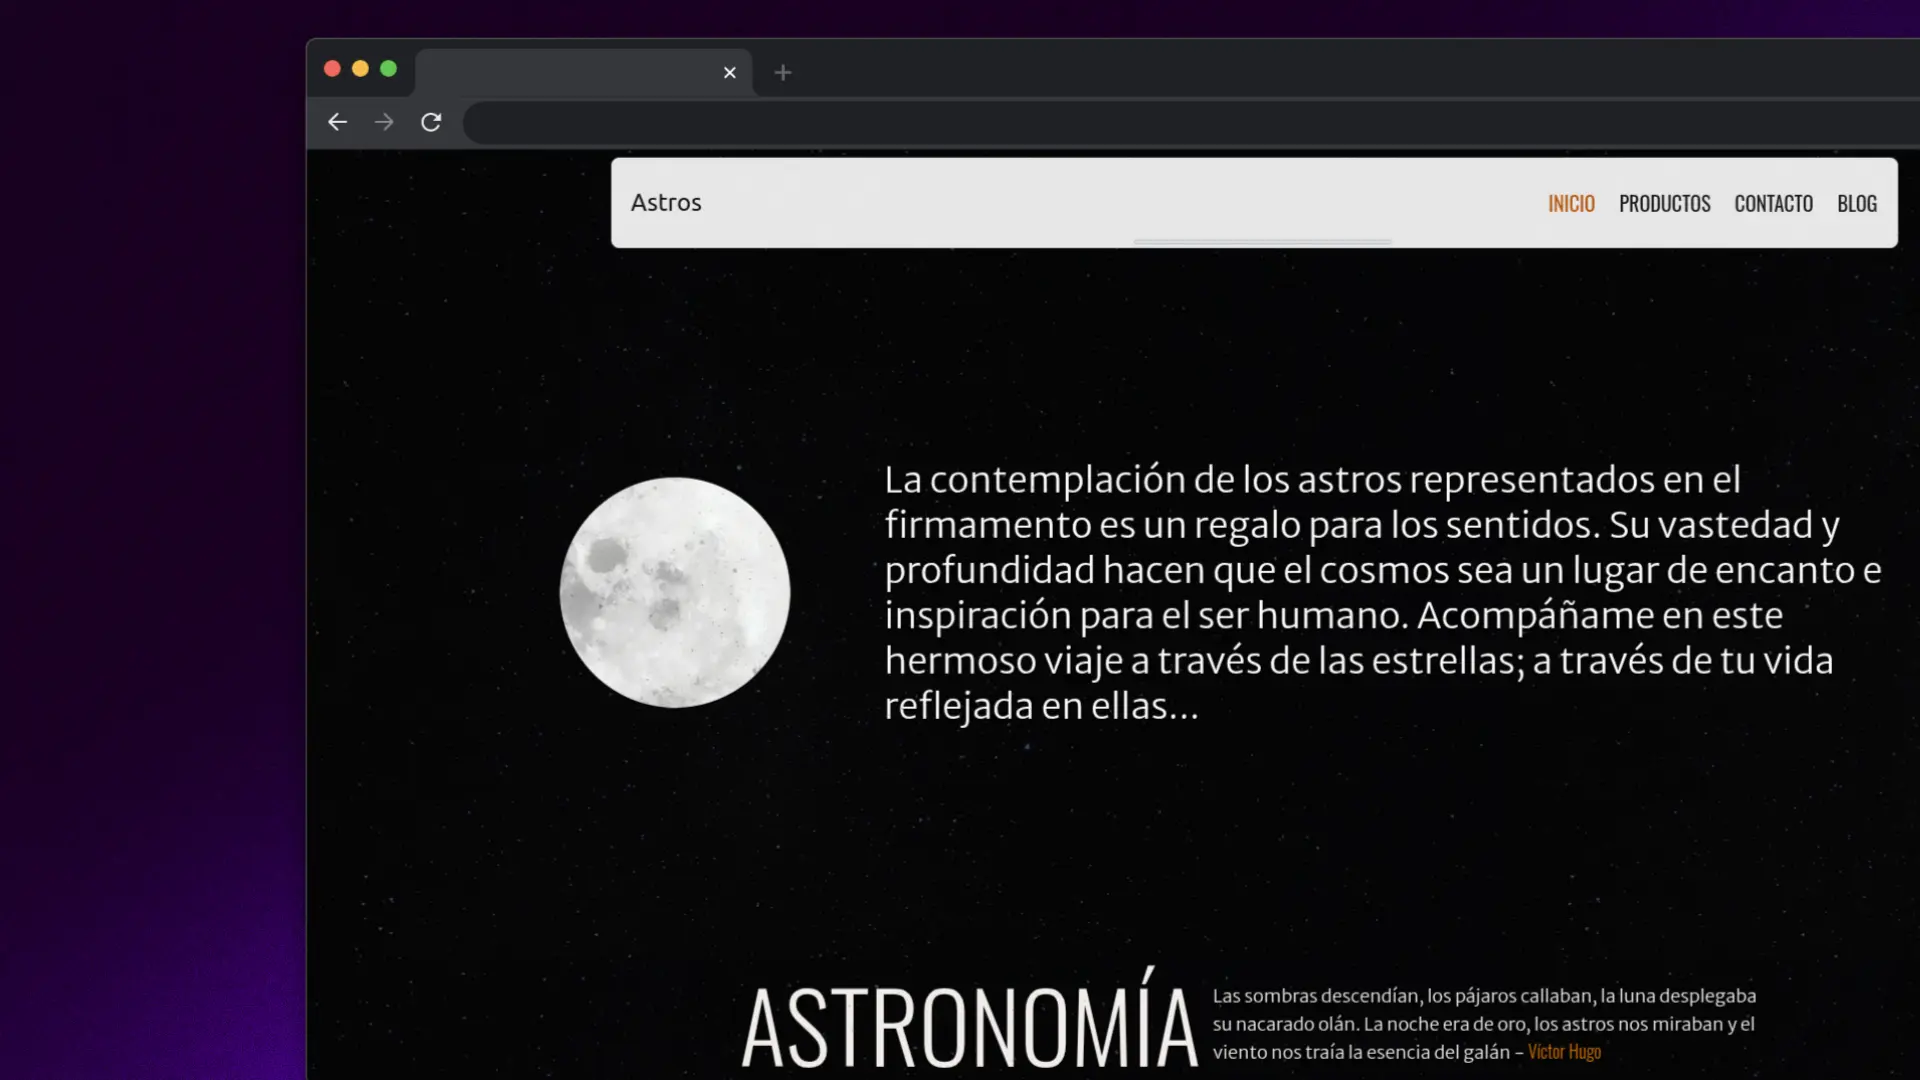 Astros
INICIO PRODUCTOS CONTACTO BLOG
La contemplación de los astros representados en el
firmamento es un regalo para los sentidos. Su vastedad y
profundidad hacen que el cosmos sea un lugar de encanto e
inspiración para el ser humano. Acompáñame en este
hermoso viaje a través de las estrellas; a través de tu vida
reflejada en ellas...
ASTRONOMÍA
Las sombras descendían, los pájaros callaban, la luna desplegaba
su nacarado olán. La noche era de oro, los astros nos miraban y el
viento nos traía la esencia del galán – Víctor Hugo